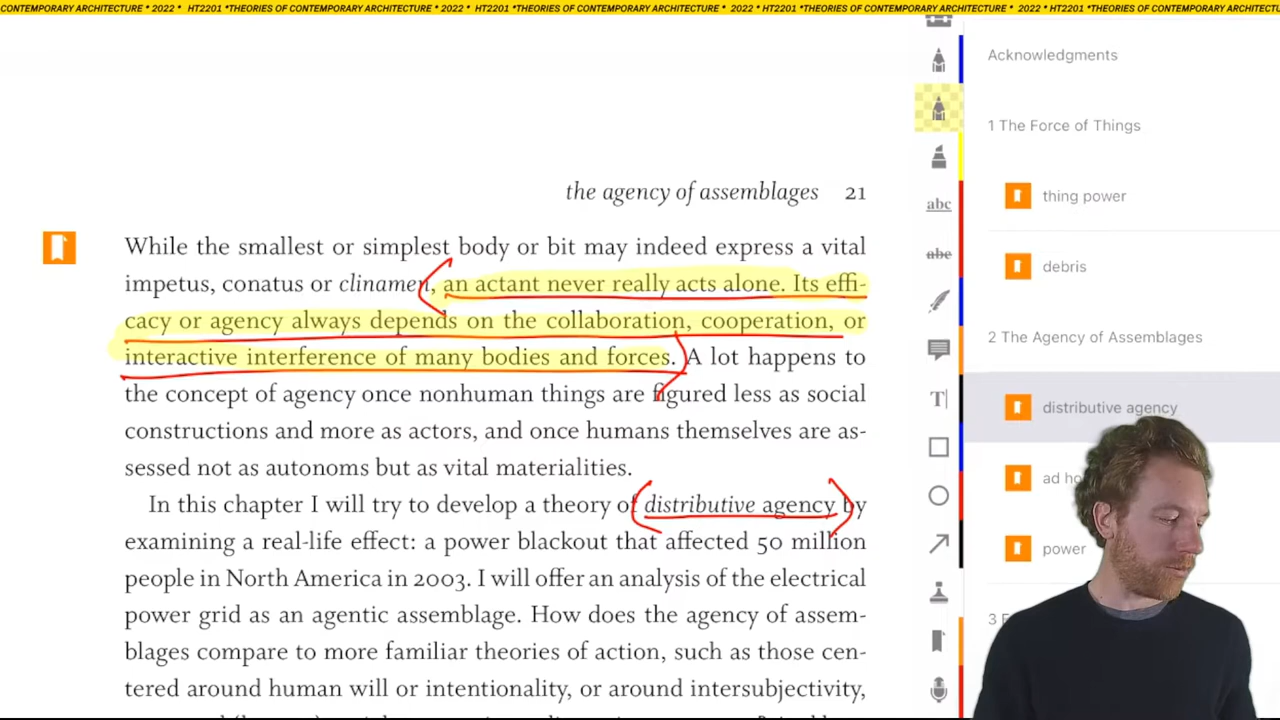 CONTEMPORARY ARCHITECTURE * 2022 * HT2201 *THEORIES OF CONTEMPORARY ARCHITECTURE * 2022 * HT2201 *THEORIES OF CONTEMPORARY ARCHITECTURE * 2022 * HT2201 *THEORIES OF CONTEMPORARY ARCHITECTURE * 2022 * HT2201 *THEORIES OF CONTEMPORARY
the agency of assemblages 21
While the smallest or simplest body or bit may indeed express a vital
impetus, conatus or clinamen, an actant never really acts alone. Its effi-
cacy or agency always depends on the collaboration, cooperation, or
interactive interference of many bodies and forces. A lot happens to
the concept of agency once nonhuman things are figured less as social
constructions and more as actors, and once humans themselves are as-
sessed not as autonoms but as vital materialities.
In this chapter I will try to develop a theory of distributive agency by
examining a real-life effect: a power blackout that affected 50 million
people in North America in 2003. I will offer an analysis of the electrical
power grid as an agentic assemblage. How does the agency of assem-
blages compare to more familiar theories of action, such as those cen-
tered around human will or intentionality, or around intersubjectivity,
abc
abc
T
Acknowledgments
1 The Force of Things
thing power
debris
2 The Agency of Assemblages
distributive agency
ad
power
3